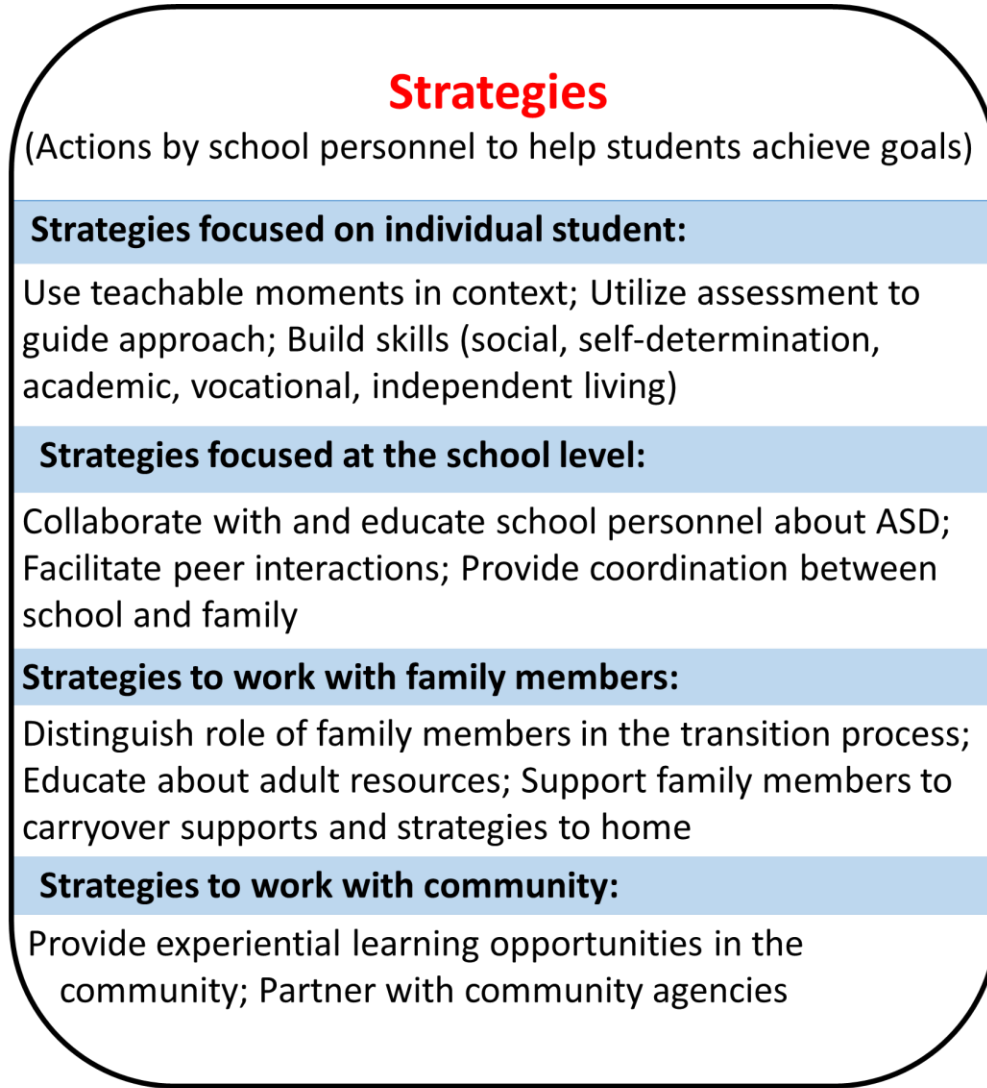 Strategies
(Actions by school personnel to help students achieve goals)
Strategies focused on individual student:
Use teachable moments in context; Utilize assessment to
guide approach; Build skills (social, self-determination,
academic, vocational, independent living)
Strategies focused at the school level:
Collaborate with and educate school personnel about ASD;
Facilitate peer interactions; Provide coordination between
school and family
Strategies to work with family members:
Distinguish role of family members in the transition process;
Educate about adult resources; Support family members to
carryover supports and strategies to home
Strategies to work with community:
Provide experiential learning opportunities in the
community; Partner with community agencies